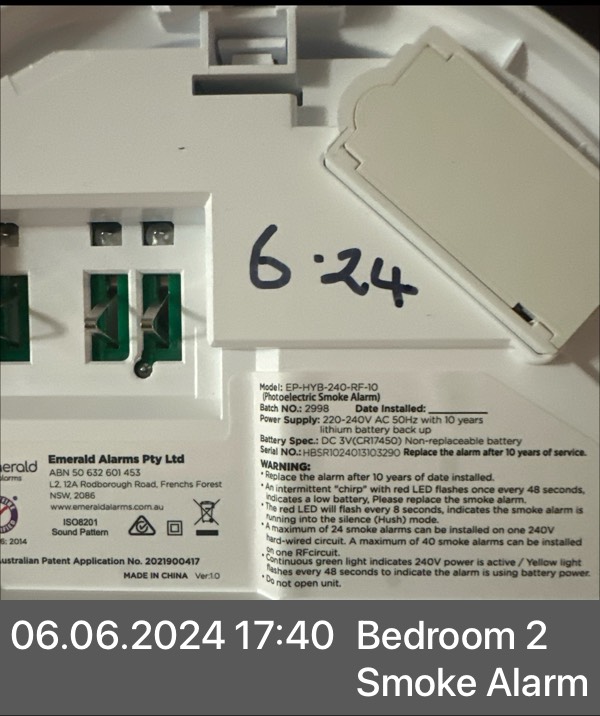 6.24
Model: EP-HYB-240-RF-10
(Photoelectric Smoke Alarm)
Batch NO.: 2998 Date Installed:
Power Supply: 220-240V AC 50Hz with 10 years
lithium battery back up
Battery Spec.: DC 3V(CR17450) Non-replaceable battery
Serial NO.:HBSR1024013103290 Replace the alarm after 10 years of service.
WARNING:
• Replace the alarm after 10 years of date installed.
• An intermittent "chirp" with red LED flashes once every 48 seconds,
indicates a low battery, Please replace the smoke alarm.
• The red LED will flash every 8 seconds, indicates the smoke alarm is
running into the silence (Hush) mode.
• A maximum of 24 smoke alarms can be installed on one 240V
hard-wired circuit. A maximum of 40 smoke alarms can be installed
on one RFcircuit.
• Continuous green light indicates 240V power is active / Yellow light
flashes every 48 seconds to indicate the alarm is using battery power.
• Do not open unit.
erald
alarms
6: 2014
Emerald Alarms Pty Ltd
ABN 50 632 601 453
L2, 12A Rodborough Road, Frenchs Forest
NSW, 2086
www.emeraldalarms.com.au
ISO8201
Sound Pattern
ustralian Patent Application No. 2021900417
MADE IN CHINA Ver:1.0
06.06.2024 17:40 Bedroom 2
Smoke Alarm